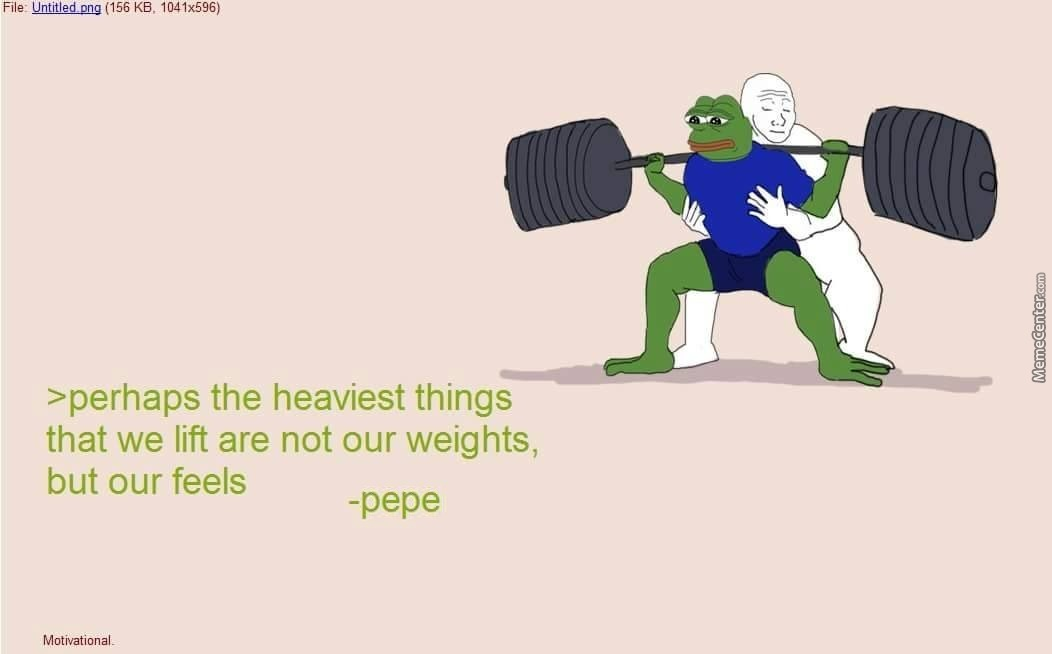 File: Untitled.png (156 KB, 1041x596)
>perhaps the heaviest things
that we lift are not our weights,
but our feels
-pepe
Motivational.
MemeCenter.com